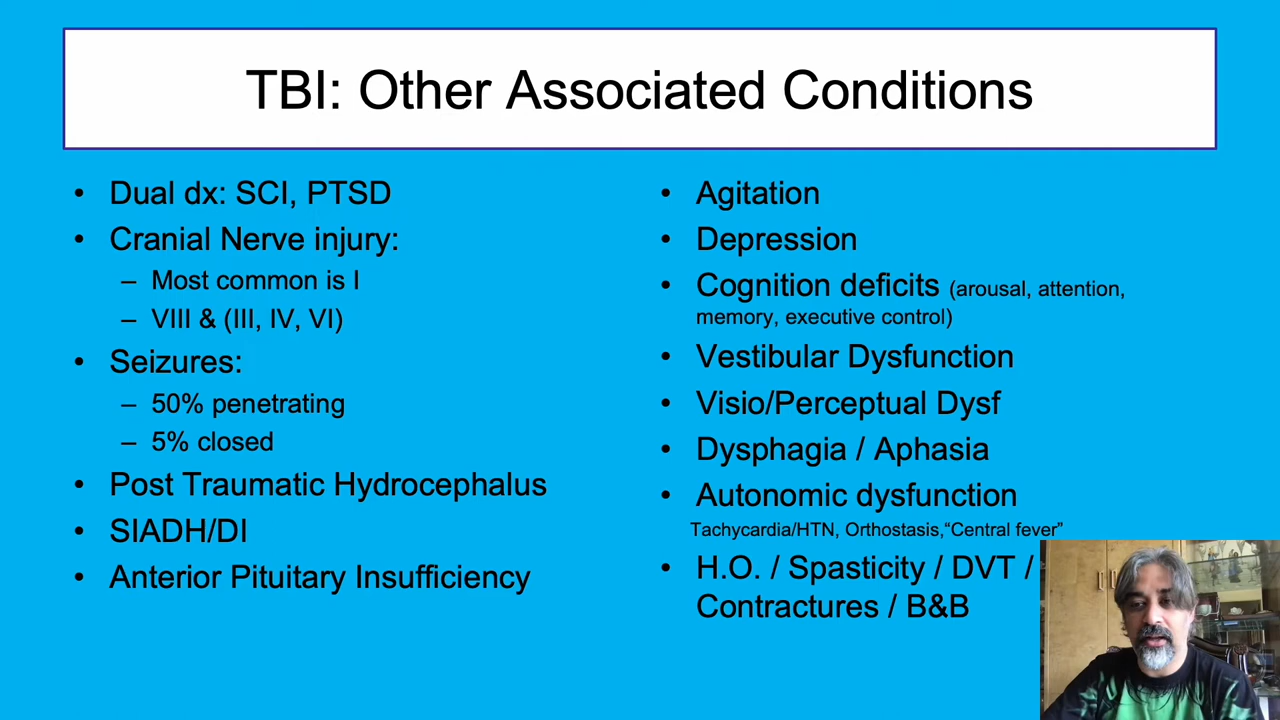 TBI: Other Associated Conditions
• Dual dx: SCI, PTSD
• Cranial Nerve injury:
– Most common is I
– VIII & (III, IV, VI)
• Seizures:
– 50% penetrating
– 5% closed
• Post Traumatic Hydrocephalus
• SIADH/DI
• Anterior Pituitary Insufficiency
• Agitation
• Depression
• Cognition deficits (arousal, attention,
memory, executive control)
• Vestibular Dysfunction
• Visio/Perceptual Dysf
• Dysphagia / Aphasia
• Autonomic dysfunction
Tachycardia/HTN, Orthostasis,“Central fever”
• H.O. / Spasticity / DVT /
Contractures / B&B